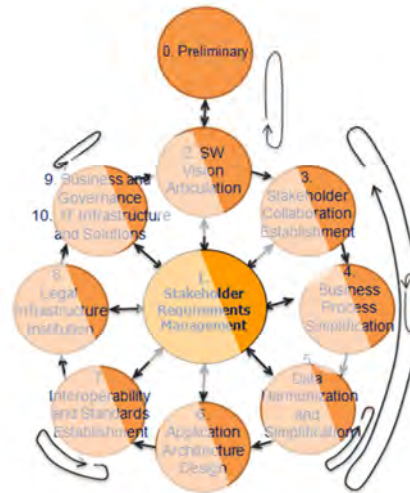 0. Preliminary
2. SW
Vision
Articulation
3.
Stakeholder
Collaboration
Establishment
4.
Business
Process
Simplification
5.
Data
Harmonization
and
Simplification
6.
Application
Architecture
Design
7.
Interoperability
and Standards
Establishment
8.
Legal
Infrastructure
Institution
9. Business and
Governance
10. IT Infrastructure
and Solutions
1.
Stakeholder
Requirements
Management